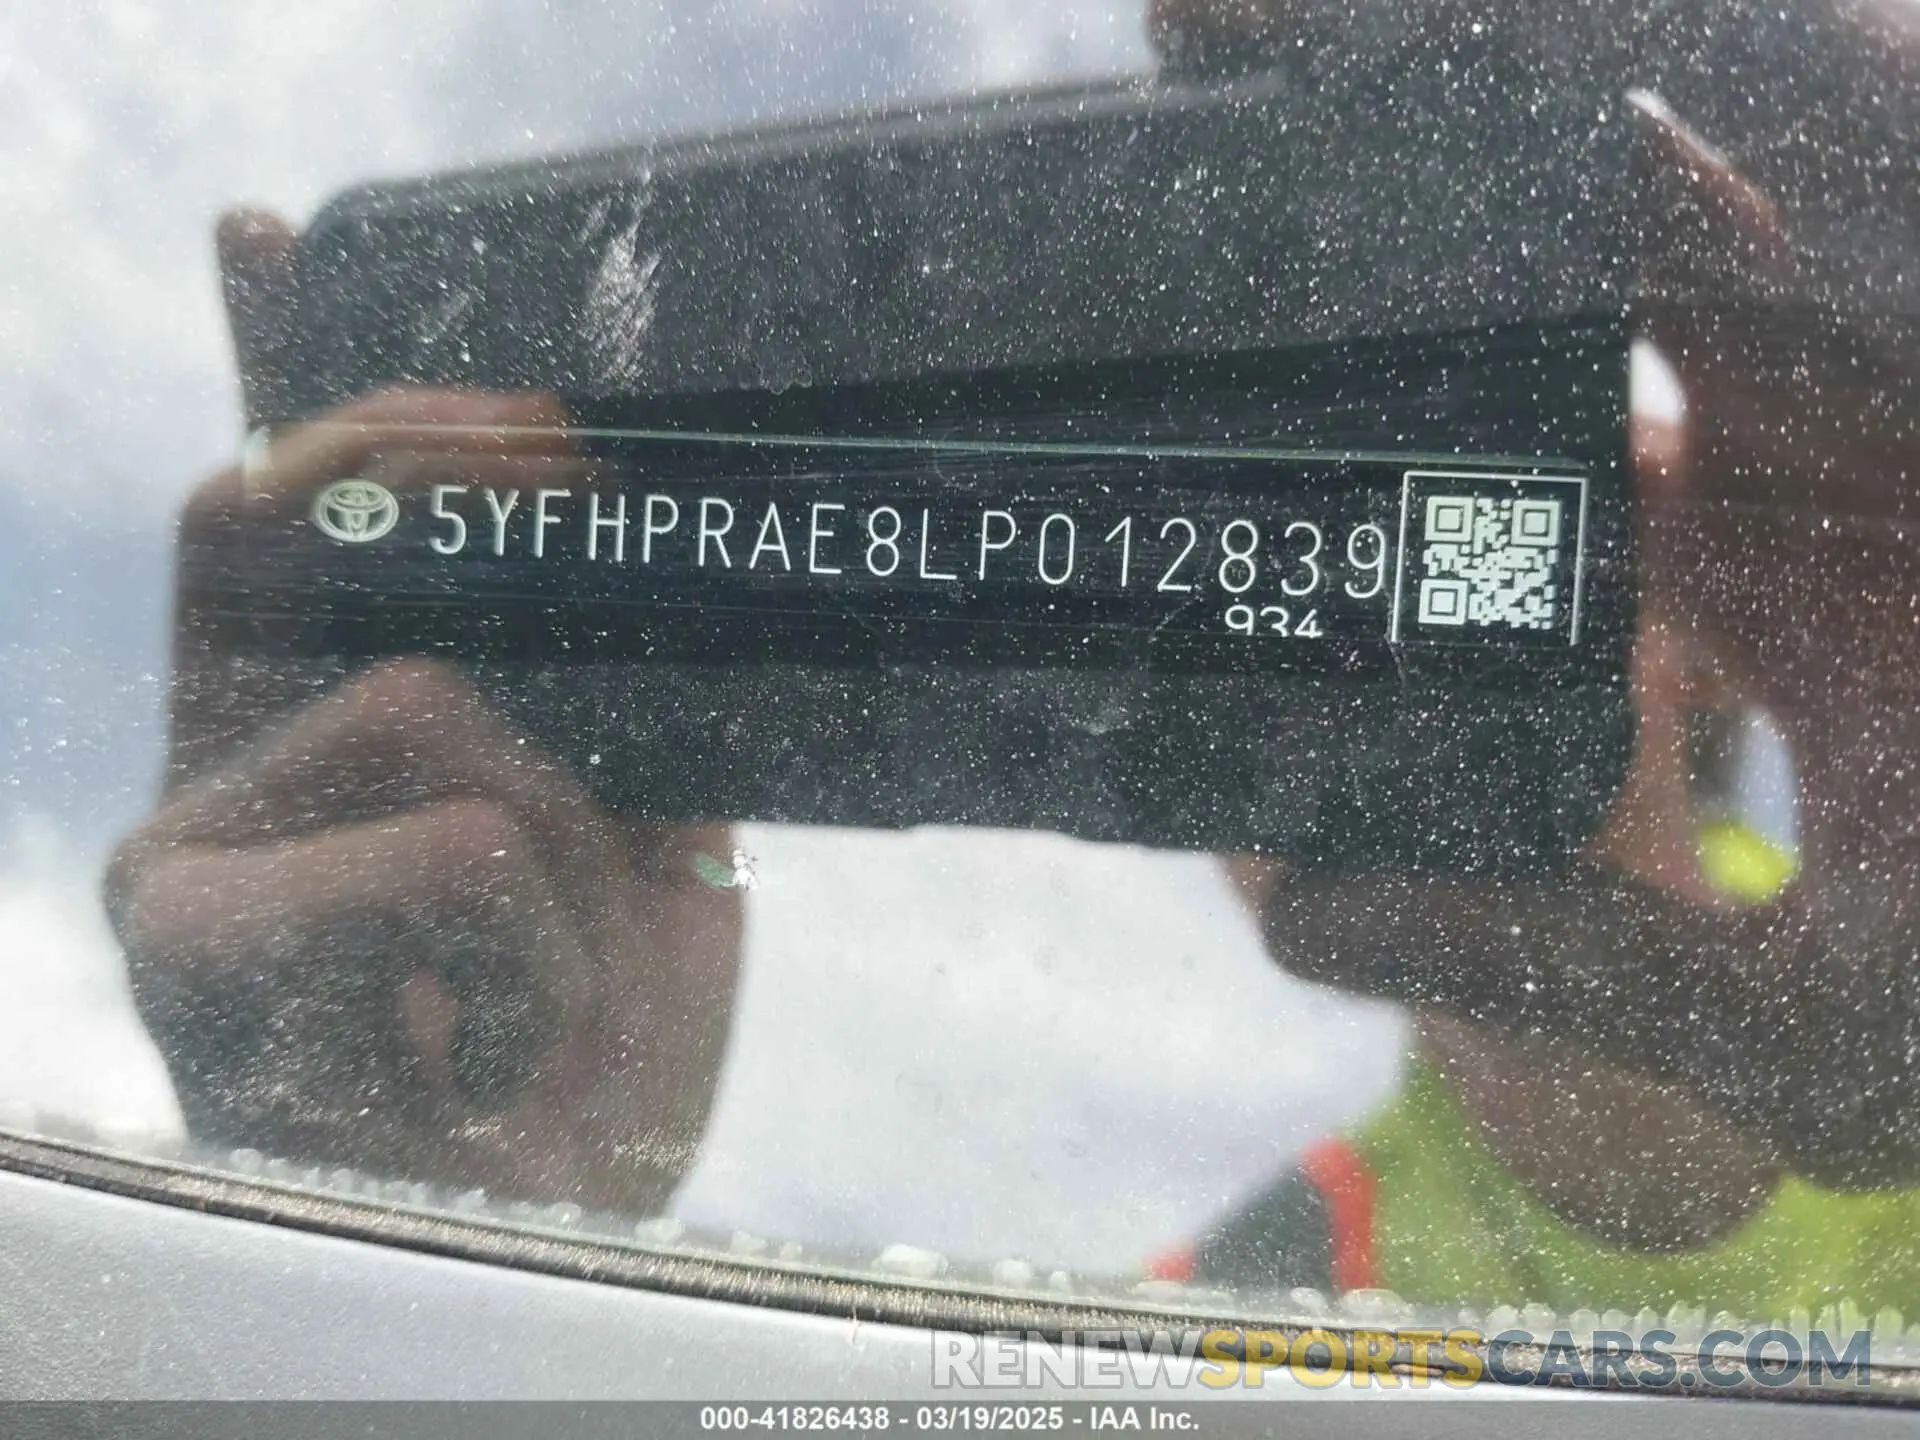 5YFHPRAE8LP012839
934
RENEWSPORTSCARS.COM
000-41826438 - 03/19/2025 - IAA Inc.